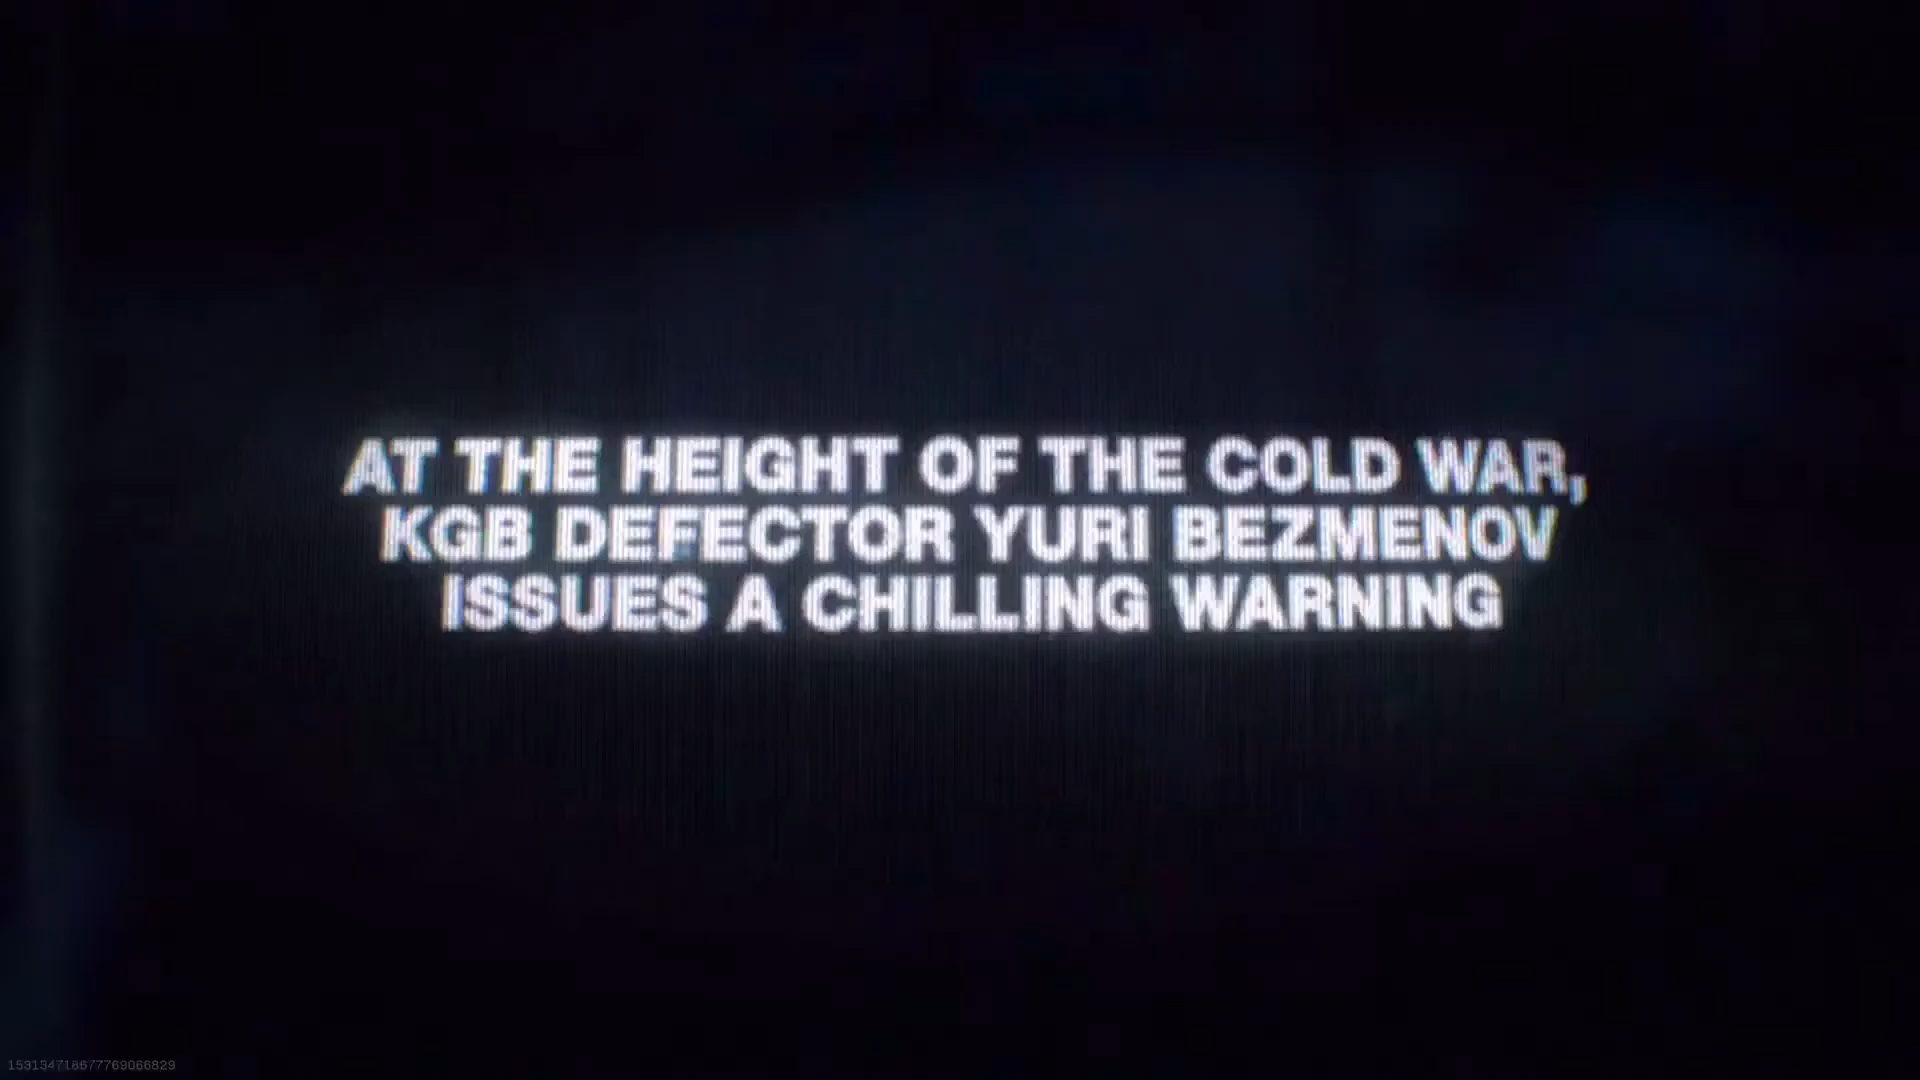 AT THE HEIGHT OF THE COLD WAR,
KGB DEFECTOR YURI BEZMENOV
ISSUES A CHILLING WARNING